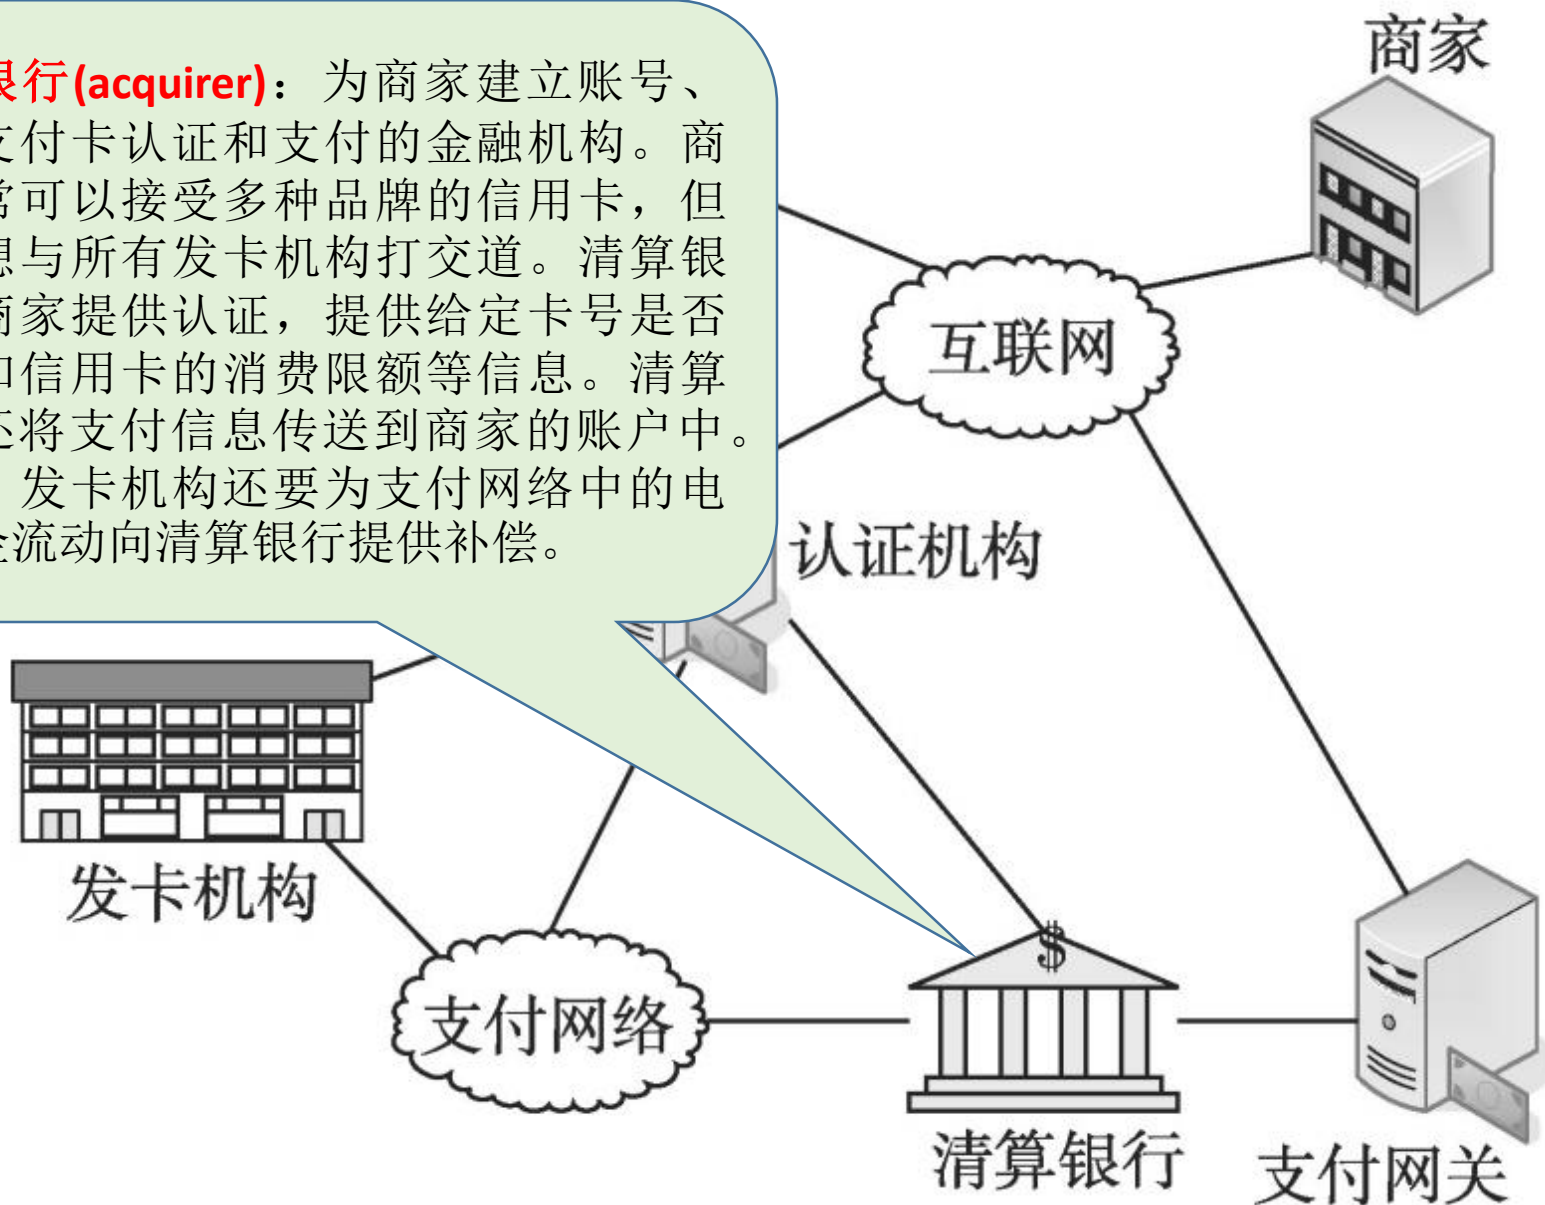 商家
银行(acquirer)：为商家建立账号、
支付卡认证和支付的金融机构。商
常可以接受多种品牌的信用卡，但
想与所有发卡机构打交道。清算银
商家提供认证，提供给定卡号是否
和信用卡的消费限额等信息。清算
还将支付信息传送到商家的账户中。
发卡机构还要为支付网络中的电
金流动向清算银行提供补偿。
互联网
认证机构
发卡机构
支付网络
$
清算银行
支付网关